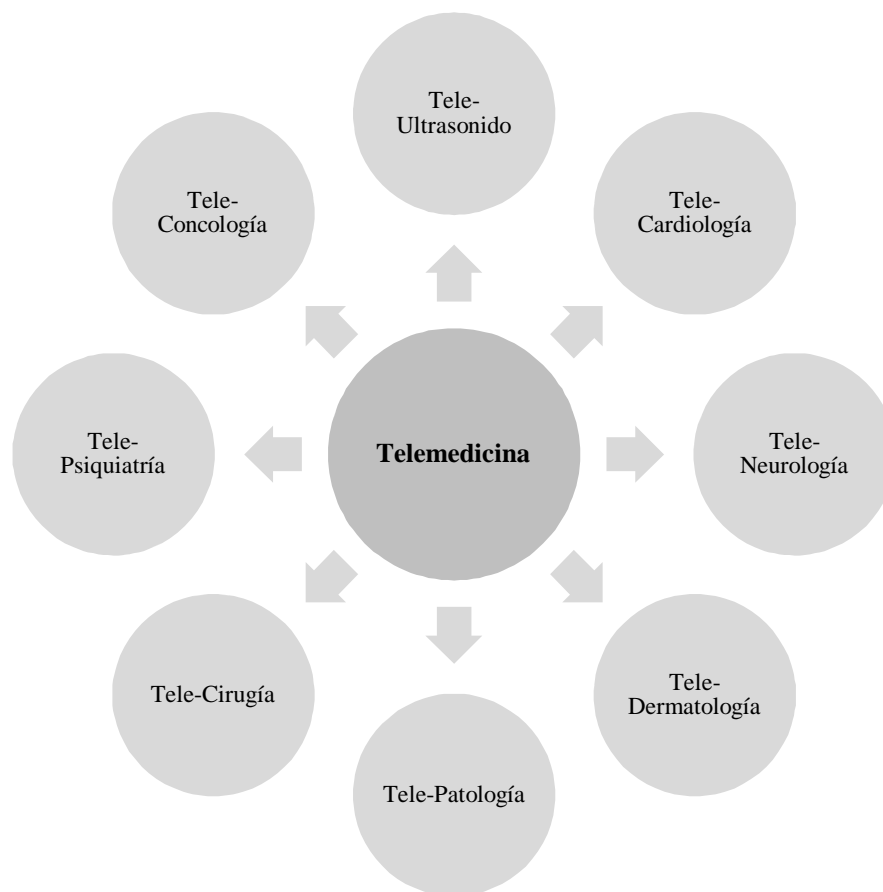 Tele-
Ultrasonido
Tele-
Concología
Tele-
Cardiología
Tele-
Psiquiatría
Telemedicina
Tele-
Neurología
Tele-Cirugía
Tele-
Dermatología
Tele-Patología